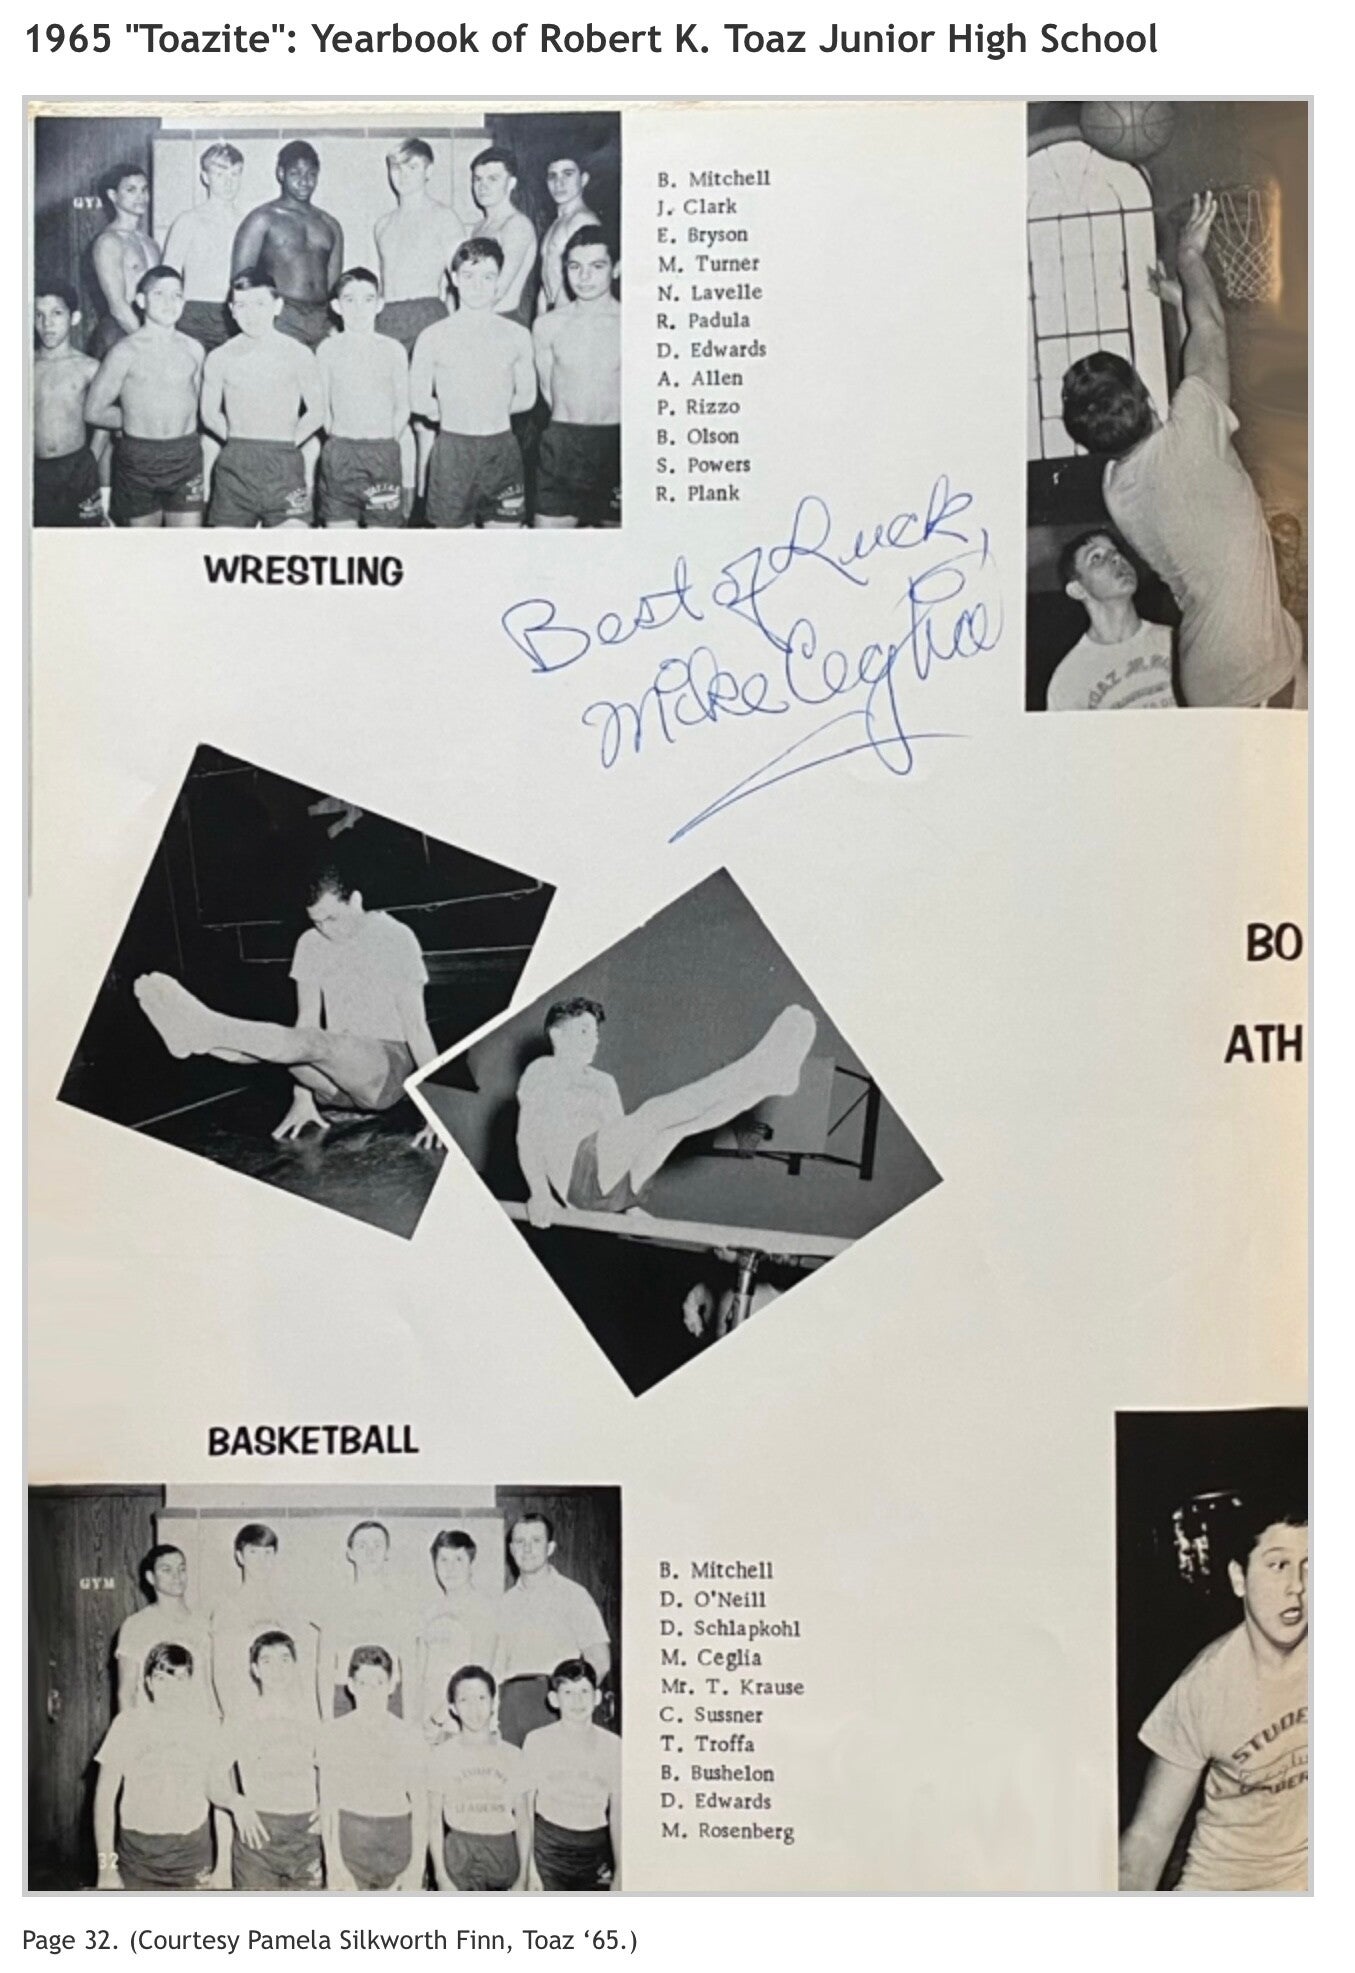 1965 "Toazite": Yearbook of Robert K. Toaz Junior High School
GYM
B. Mitchell
J. Clark
E. Bryson
M. Turner
N. Lavelle
R. Padula
D. Edwards
A. Allen
P. Rizzo
B. Olson
S. Powers
R. Plank
WRESTLING
Best of Luck,
Mike Ceglia
BO
ATH
BASKETBALL
GYM
B. Mitchell
D. O'Neill
D. Schlapkohl
M. Ceglia
Mr. T. Krause
C. Sussner
T. Troffa
B. Bushelon
D. Edwards
M. Rosenberg
STUDENT
LEADERS
STUDE
32
Page 32. (Courtesy Pamela Silkworth Finn, Toaz ‘65.)